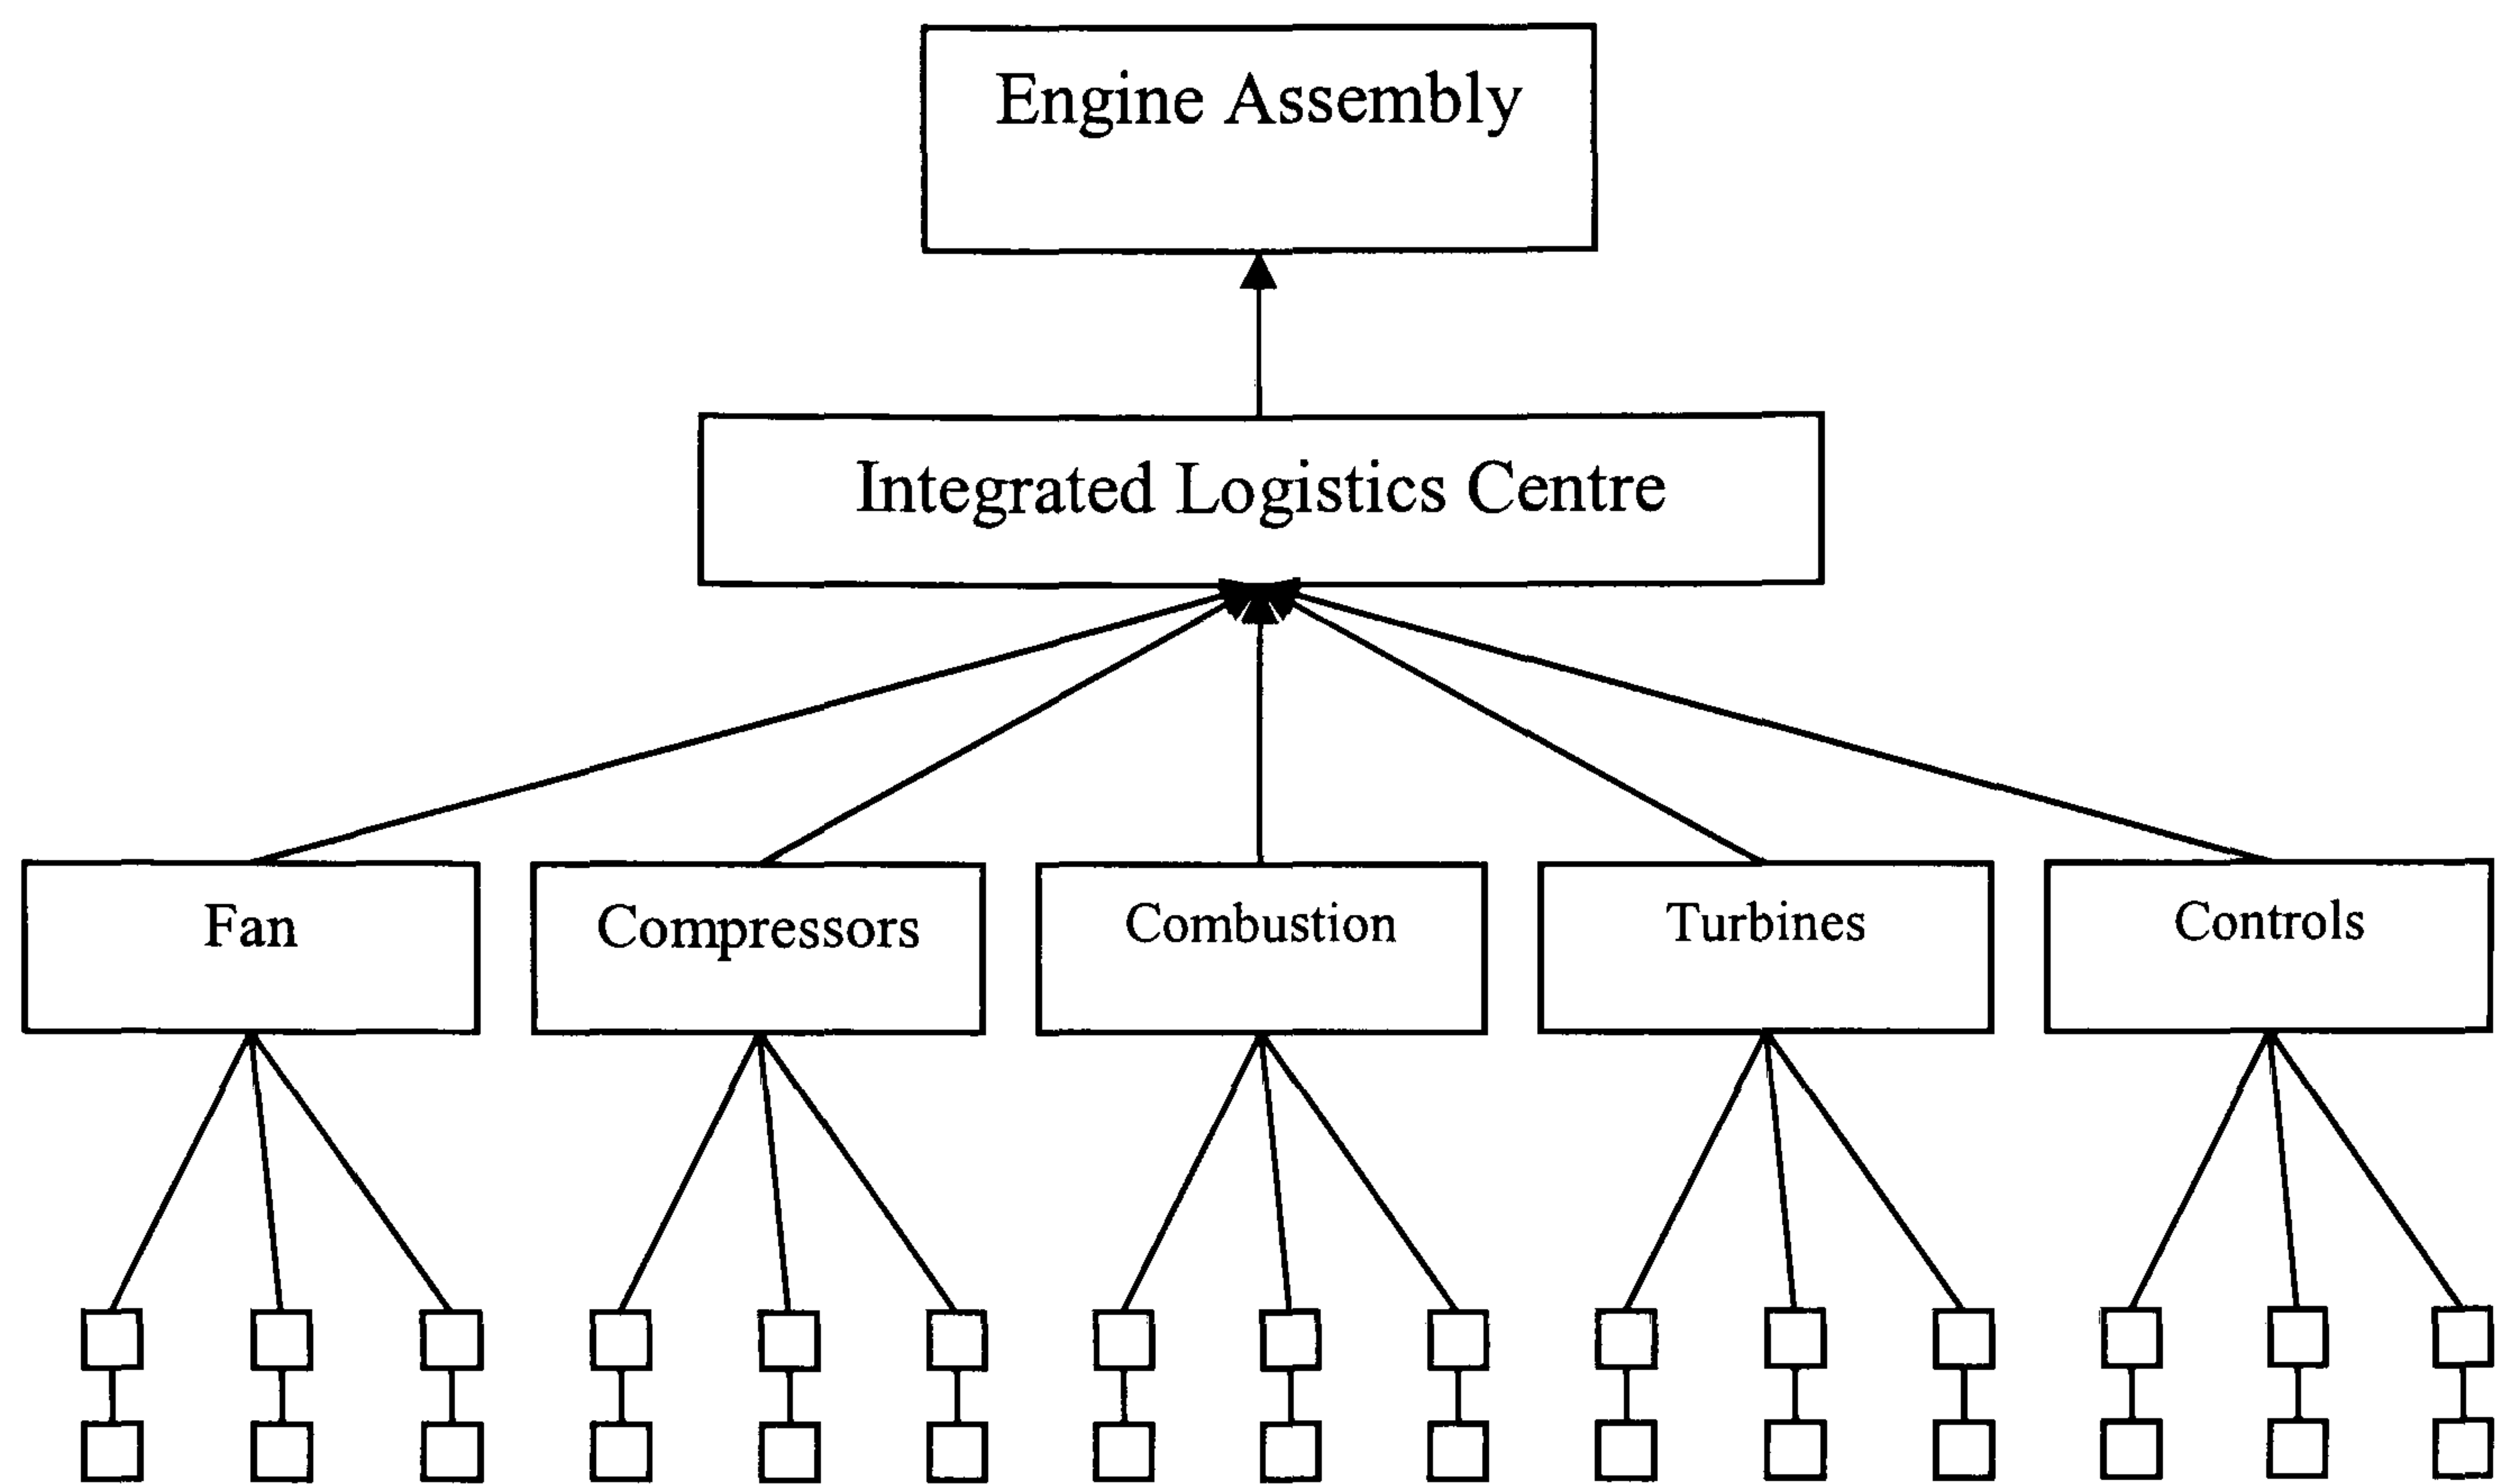 Engine Assembly
Integrated Logistics Centre
Fan
Compressors
Combustion
Turbines
Controls